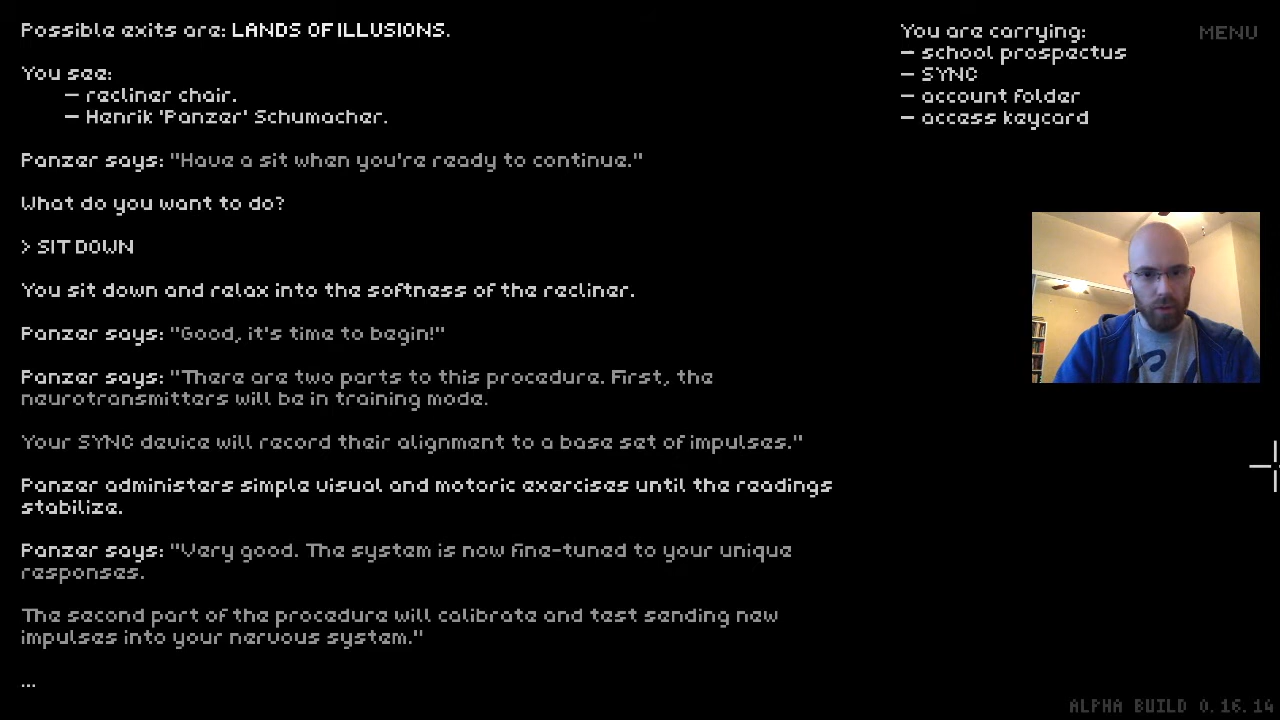 Possible exits are: LANDS OF ILLUSIONS.
You see:
– recliner chair.
– Henrik 'Panzer' Schumacher.
Panzer says: "Have a sit when you're ready to continue."
What do you want to do?
> SIT DOWN
You sit down and relax into the softness of the recliner.
Panzer says: "Good, it's time to begin!"
Panzer says: "There are two parts to this procedure. First, the
neurotransmitters will be in training mode.
Your SYNC device will record their alignment to a base set of impulses."
Panzer administers simple visual and motoric exercises until the readings
stabilize.
Panzer says: "Very good. The system is now fine-tuned to your unique
responses.
The second part of the procedure will calibrate and test sending new
impulses into your nervous system."
...
You are carrying:
– school prospectus
– SYNC
– account folder
– access keycard
MENU
ALPHA BUILD 0.16.14